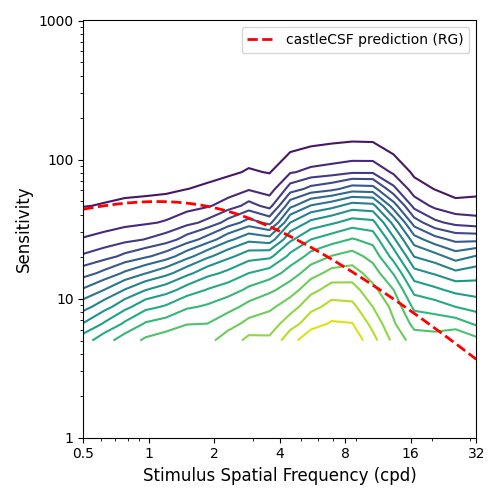 1000
castleCSF prediction (RG)
100
Sensitivity
10
1
0.5 1 2 4 8 16 32
Stimulus Spatial Frequency (cpd)